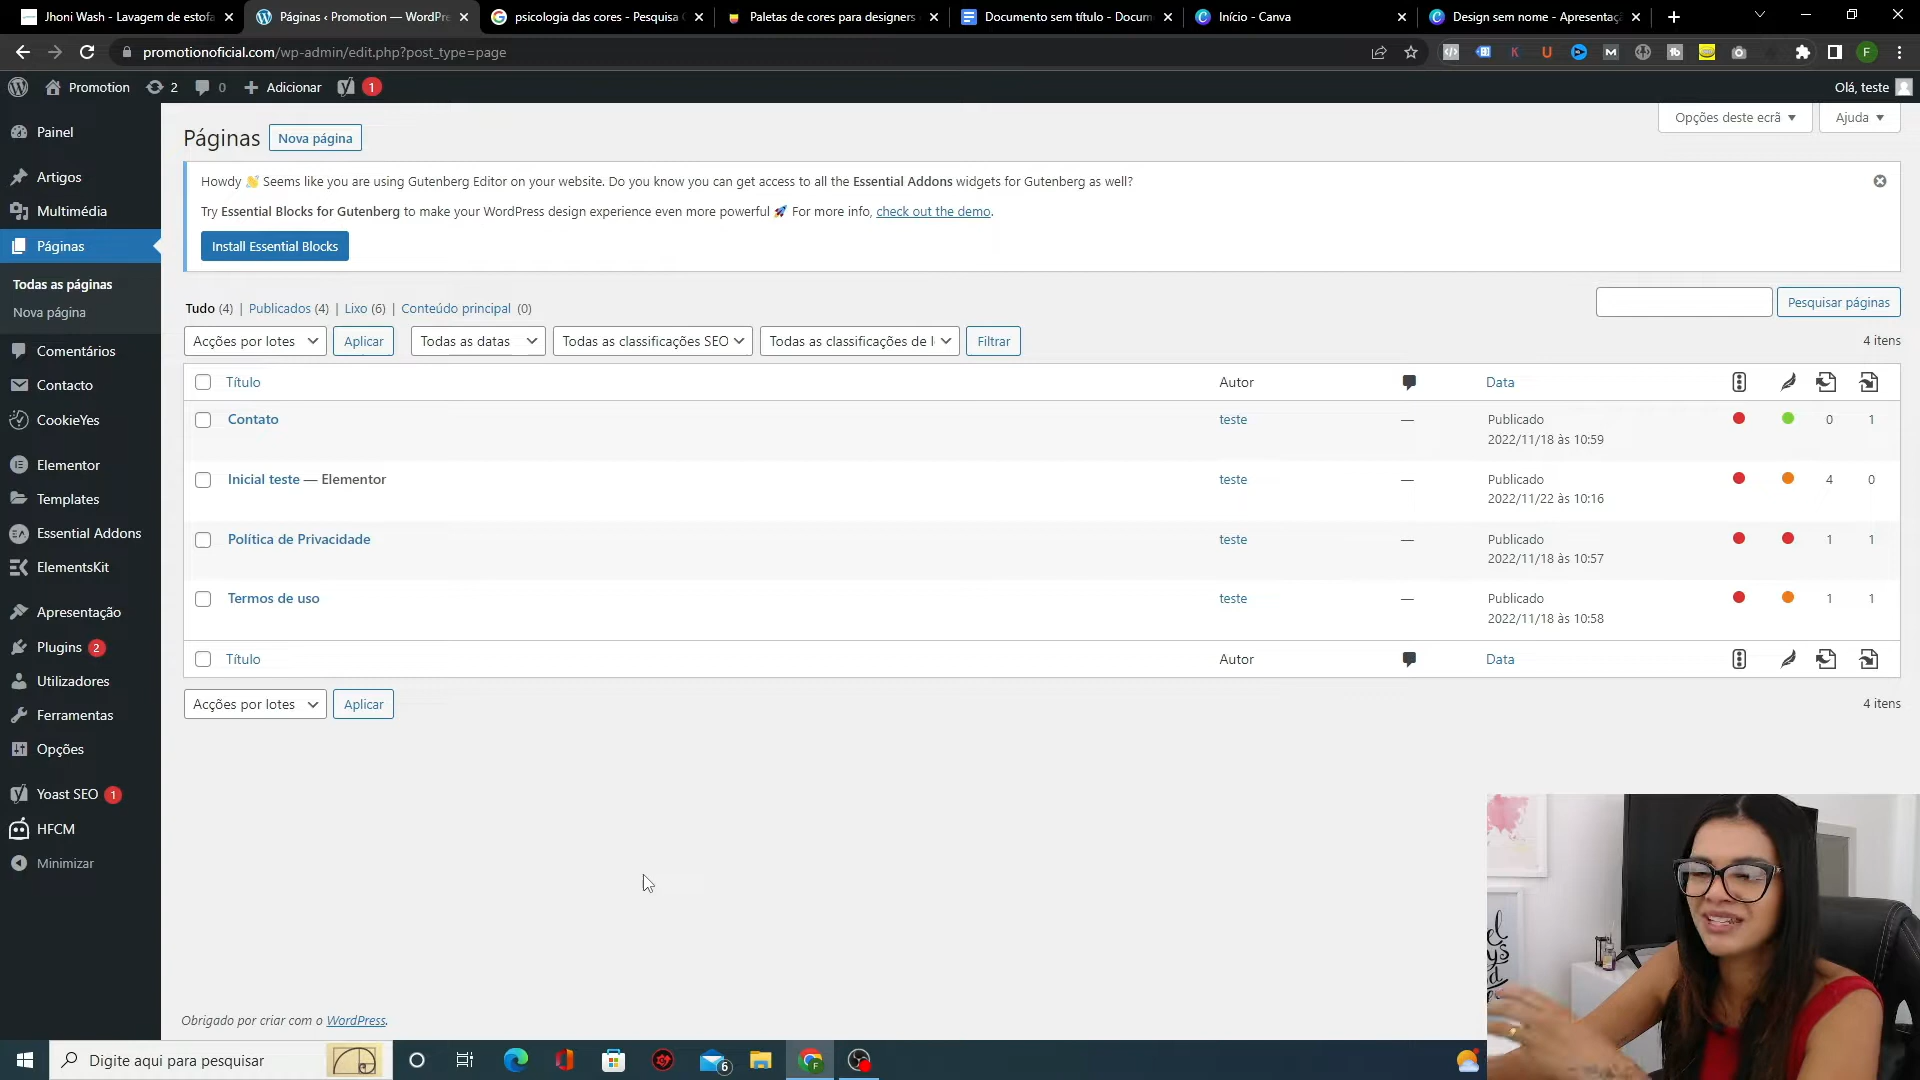 Jhoni Wash - Lavagem de estofa
Páginas ‹ Promotion — WordPre
psicologia das cores - Pesquisa
Paletas de cores para designers
Documento sem título - Docum
Início - Canva
Design sem nome - Apresentaç
promotionoficial.com/wp-admin/edit.php?post_type=page
Promotion
2
0
Adicionar
1
Olá, teste
Painel
Artigos
Multimédia
Páginas
Todas as páginas
Nova página
Comentários
Contacto
CookieYes
Elementor
Templates
Essential Addons
ElementsKit
Apresentação
Plugins 2
Utilizadores
Ferramentas
Opções
Yoast SEO 1
HFCM
Minimizar
Opções deste ecrã
Ajuda
Páginas
Nova página
Howdy 👋 Seems like you are using Gutenberg Editor on your website. Do you know you can get access to all the Essential Addons widgets for Gutenberg as well?
Try Essential Blocks for Gutenberg to make your WordPress design experience even more powerful 🚀 For more info, check out the demo.
Install Essential Blocks
Tudo (4) | Publicados (4) | Lixo (6) | Conteúdo principal (0)
Pesquisar páginas
Acções por lotes
Aplicar
Todas as datas
Todas as classificações SEO
Todas as classificações de l
Filtrar
4 itens
Título
Autor
Data
Contato
teste
—
Publicado
2022/11/18 às 10:59
0
1
Inicial teste — Elementor
teste
—
Publicado
2022/11/22 às 10:16
4
0
Política de Privacidade
teste
—
Publicado
2022/11/18 às 10:57
1
1
Termos de uso
teste
—
Publicado
2022/11/18 às 10:58
1
1
Título
Autor
Data
Acções por lotes
Aplicar
4 itens
Obrigado por criar com o WordPress.
Digite aqui para pesquisar
6